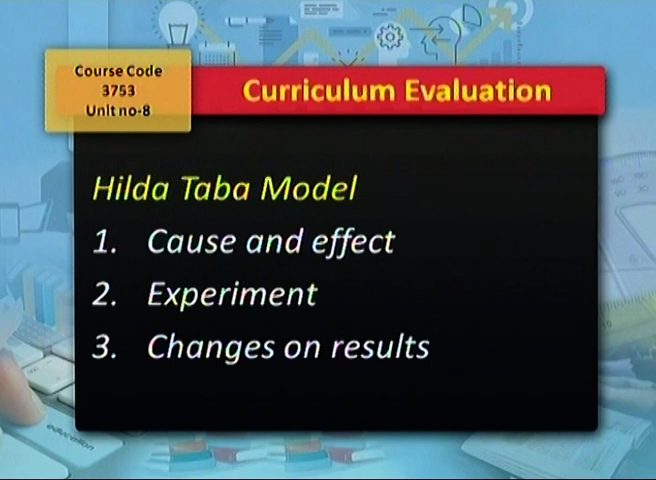 Course Code
3753
Unit no-8
Curriculum Evaluation
Hilda Taba Model
1. Cause and effect
2. Experiment
3. Changes on results
education